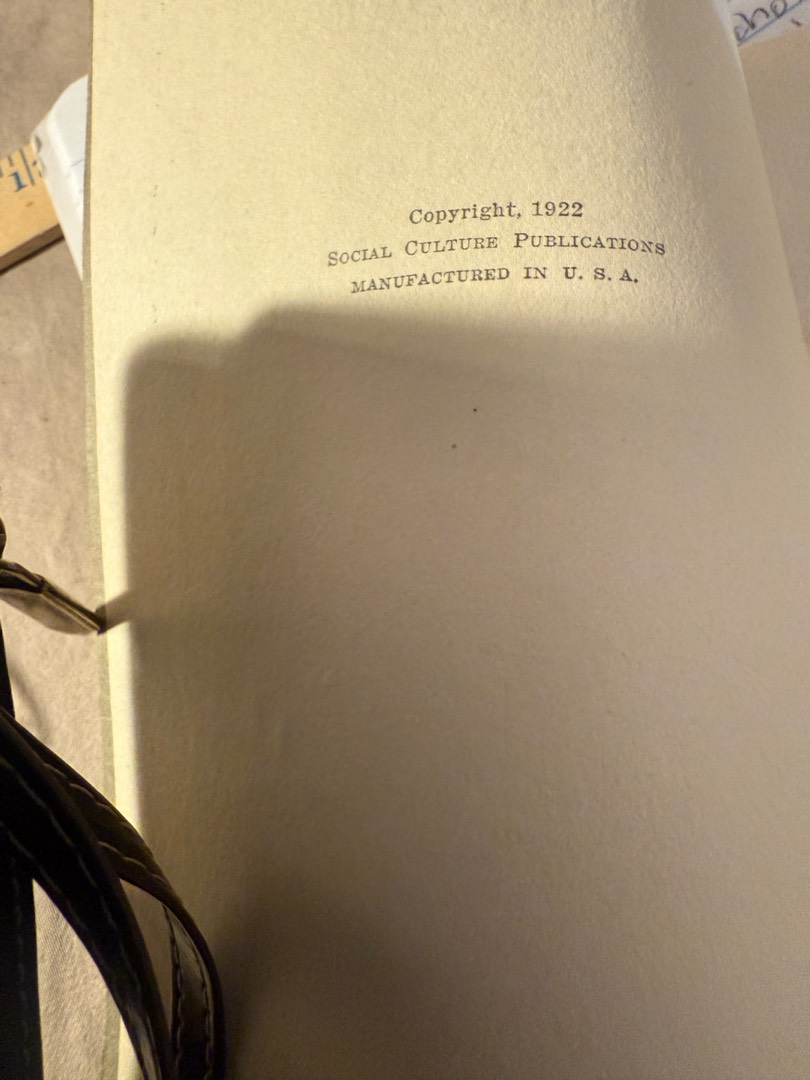 Copyright, 1922
SOCIAL CULTURE PUBLICATIONS
MANUFACTURED IN U. S. A.